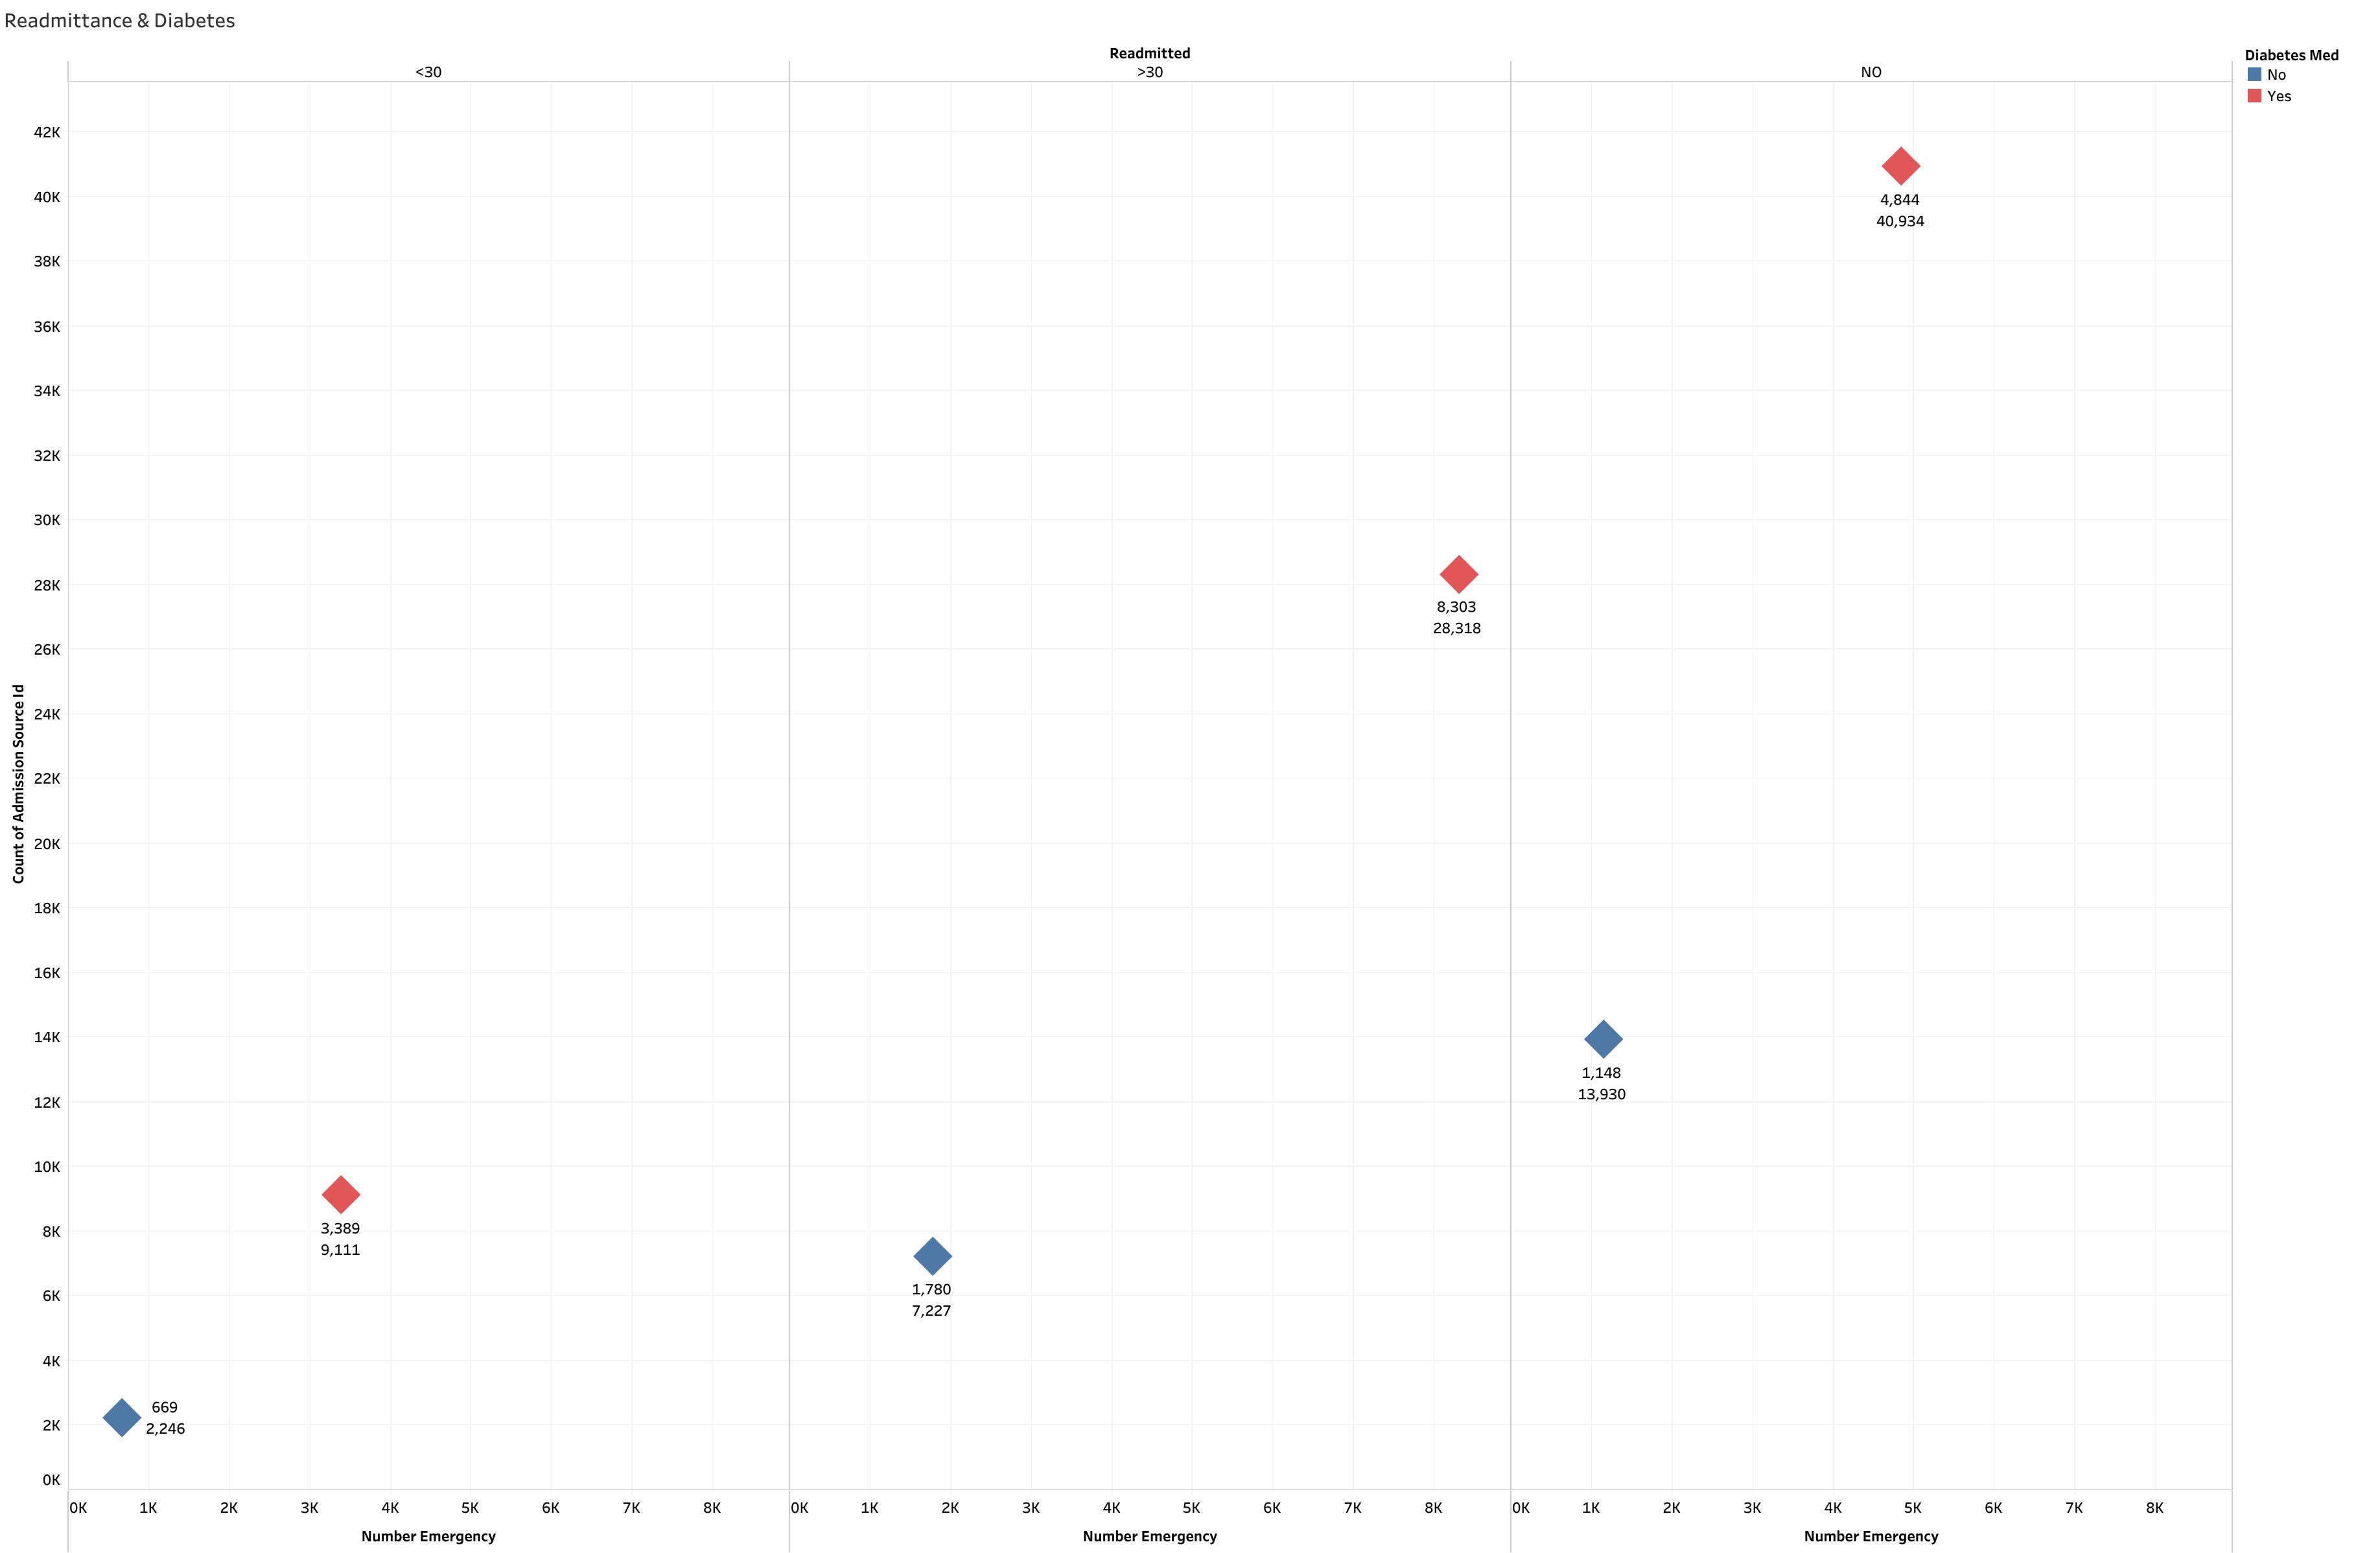 Readmittance & Diabetes
Readmitted
<30
>30
NO
Diabetes Med
No
Yes
Count of Admission Source Id
42K
40K
38K
36K
34K
32K
30K
28K
26K
24K
22K
20K
18K
16K
14K
12K
10K
8K
6K
4K
2K
0K
669
2,246
3,389
9,111
1,780
7,227
8,303
28,318
1,148
13,930
4,844
40,934
0K 1K 2K 3K 4K 5K 6K 7K 8K
0K 1K 2K 3K 4K 5K 6K 7K 8K
0K 1K 2K 3K 4K 5K 6K 7K 8K
Number Emergency
Number Emergency
Number Emergency